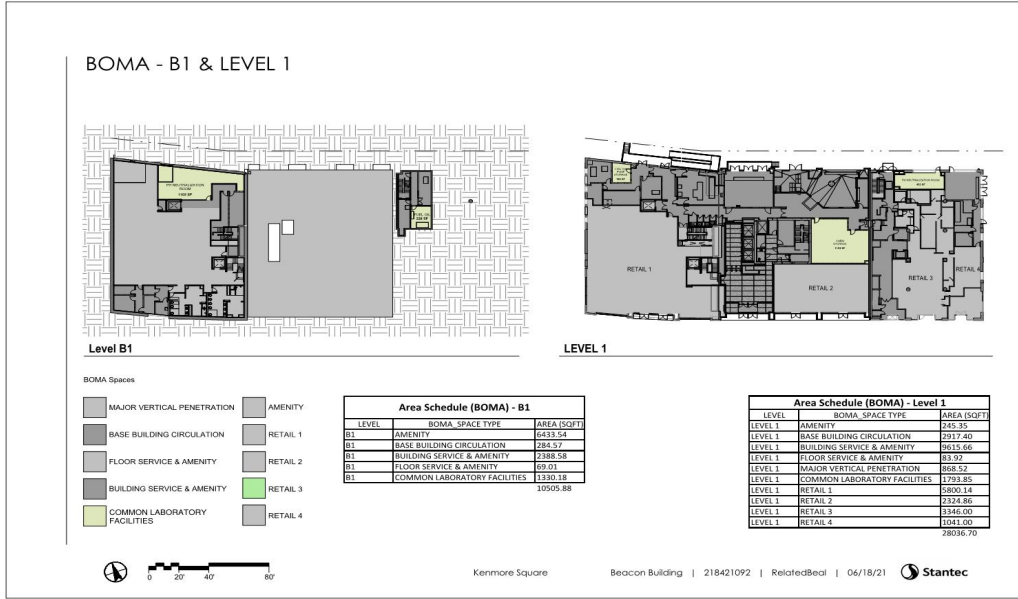 BOMA - B1 & LEVEL 1
FUEL OIL
RETAIL 1
RETAIL 2
RETAIL 3
RETAIL 4
Level B1
LEVEL 1
BOMA Spaces
MAJOR VERTICAL PENETRATION
BASE BUILDING CIRCULATION
FLOOR SERVICE & AMENITY
BUILDING SERVICE & AMENITY
COMMON LABORATORY
FACILITIES
AMENITY
RETAIL 1
RETAIL 2
RETAIL 3
RETAIL 4
Area Schedule (BOMA) - B1
LEVEL BOMA_SPACE TYPE AREA (SQFT)
B1 AMENITY 6433.54
B1 BASE BUILDING CIRCULATION 284.57
B1 BUILDING SERVICE & AMENITY 2388.58
B1 FLOOR SERVICE & AMENITY 69.01
B1 COMMON LABORATORY FACILITIES 1330.18
10505.88
Area Schedule (BOMA) - Level 1
LEVEL BOMA_SPACE TYPE AREA (SQFT)
LEVEL 1 AMENITY 245.35
LEVEL 1 BASE BUILDING CIRCULATION 2917.40
LEVEL 1 BUILDING SERVICE & AMENITY 9615.66
LEVEL 1 FLOOR SERVICE & AMENITY 83.92
LEVEL 1 MAJOR VERTICAL PENETRATION 868.52
LEVEL 1 COMMON LABORATORY FACILITIES 1793.85
LEVEL 1 RETAIL 1 5800.14
LEVEL 1 RETAIL 2 2324.86
LEVEL 1 RETAIL 3 3346.00
LEVEL 1 RETAIL 4 1041.00
28036.70
0 20' 40' 80'
Kenmore Square Beacon Building | 218421092 | RelatedBeal | 06/18/21 Stantec